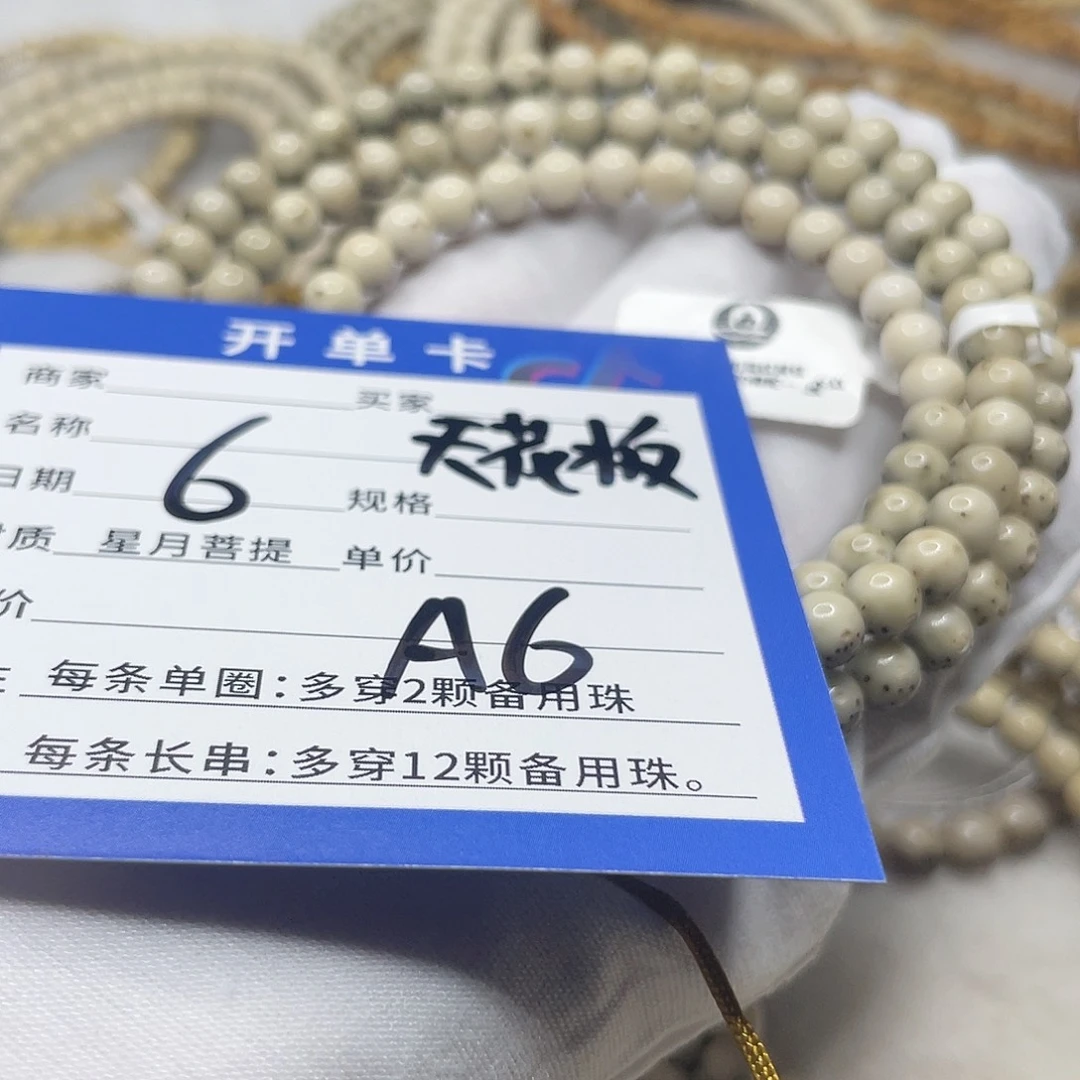 开单卡
商家 买家
名称 天花板
日期 6 规格
质 星月菩提 单价
价
A6
每条单圈：多穿2颗备用珠
每条长串：多穿12颗备用珠。